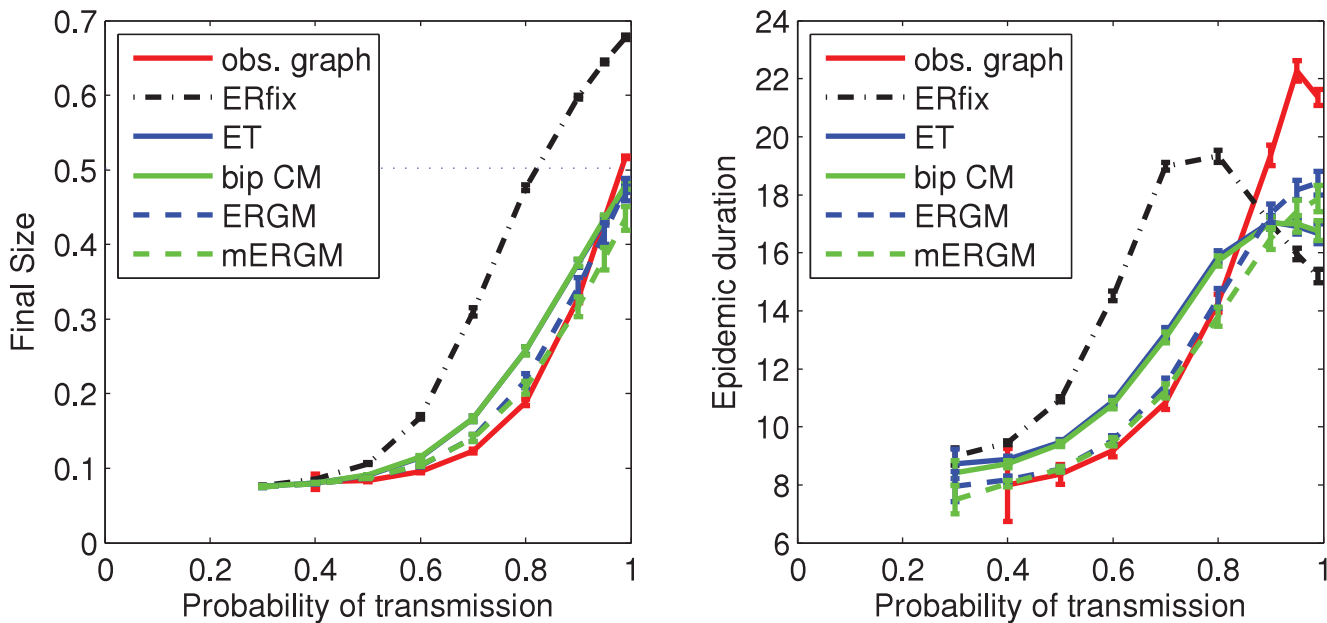 0.7
0.6
0.5
0.4
0.3
0.2
0.1
0
Final Size
obs. graph
ERfix
ET
bip CM
ERGM
mERGM
0 0.2 0.4 0.6 0.8 1
Probability of transmission
24
22
20
18
16
14
12
10
8
6
Epidemic duration
obs. graph
ERfix
ET
bip CM
ERGM
mERGM
0 0.2 0.4 0.6 0.8 1
Probability of transmission